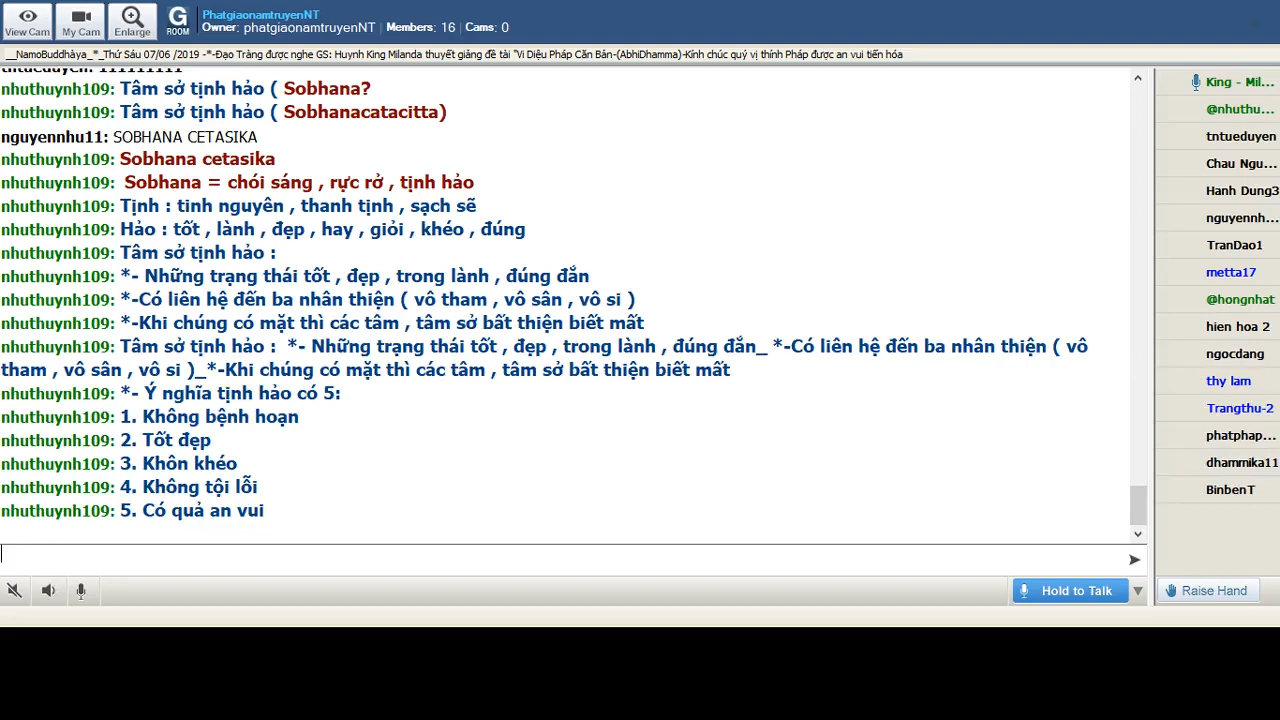 View Cam
My Cam
Enlarge
G
ROOM
PhatgiaonamtruyenNT
Owner: phatgiaonamtruyenNT | Members: 16 | Cams: 0
__NamoBuddhàya_*_Thứ Sáu 07/06 /2019 -*-Đạo Tràng được nghe GS: Huynh King Milanda thuyết giảng đề tài "Vi Diệu Pháp Căn Bản-(AbhiDhamma)-Kính chúc quý vị thính Pháp được an vui tiến hóa
tntueduyen: 111111111
nhuthuynh109: Tâm sở tịnh hảo ( Sobhana?
nhuthuynh109: Tâm sở tịnh hảo ( Sobhanacatacitta)
nguyennhu11: SOBHANA CETASIKA
nhuthuynh109: Sobhana cetasika
nhuthuynh109: Sobhana = chói sáng , rực rở , tịnh hảo
nhuthuynh109: Tịnh : tinh nguyên , thanh tịnh , sạch sẽ
nhuthuynh109: Hảo : tốt , lành , đẹp , hay , giỏi , khéo , đúng
nhuthuynh109: Tâm sở tịnh hảo :
nhuthuynh109: *- Những trạng thái tốt , đẹp , trong lành , đúng đắn
nhuthuynh109: *-Có liên hệ đến ba nhân thiện ( vô tham , vô sân , vô si )
nhuthuynh109: *-Khi chúng có mặt thì các tâm , tâm sở bất thiện biết mất
nhuthuynh109: Tâm sở tịnh hảo :  *- Những trạng thái tốt , đẹp , trong lành , đúng đắn_ *-Có liên hệ đến ba nhân thiện ( vô
tham , vô sân , vô si )_*-Khi chúng có mặt thì các tâm , tâm sở bất thiện biết mất
nhuthuynh109: *- Ý nghĩa tịnh hảo có 5:
nhuthuynh109: 1. Không bệnh hoạn
nhuthuynh109: 2. Tốt đẹp
nhuthuynh109: 3. Khôn khéo
nhuthuynh109: 4. Không tội lỗi
nhuthuynh109: 5. Có quả an vui
King - Mil...
@nhuthu...
tntueduyen
Chau Ngu...
Hanh Dung3
nguyennh...
TranDao1
metta17
@hongnhat
hien hoa 2
ngocdang
thy lam
Trangthu-2
phatphap...
dhammika11
BinbenT
Hold to Talk
Raise Hand